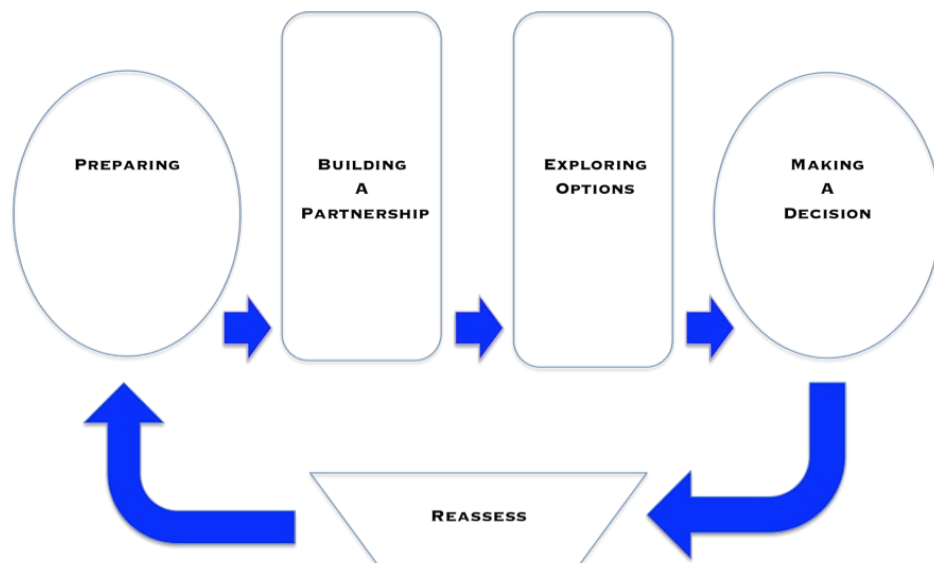 PREPARING
BUILDING
A
PARTNERSHIP
EXPLORING
OPTIONS
MAKING
A
DECISION
REASSESS